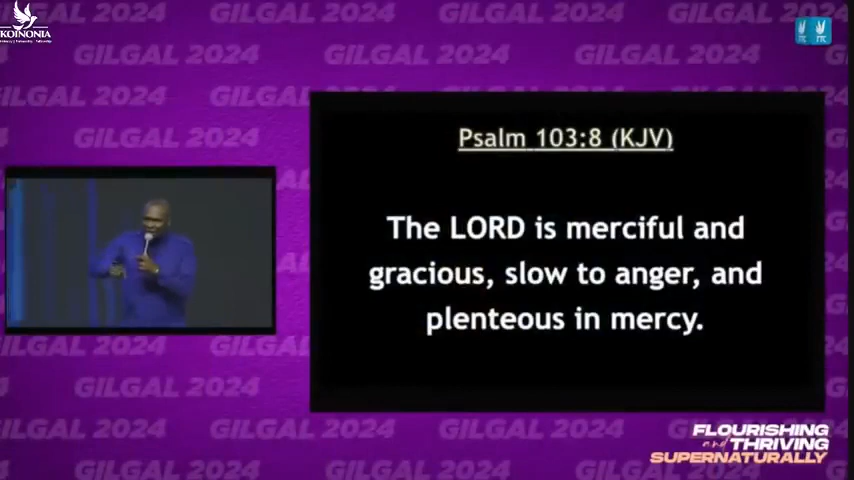 KOINONIA
GILGAL 2024
Psalm 103:8 (KJV)
The LORD is merciful and
gracious, slow to anger, and
plenteous in mercy.
FLOURISHING
and THRIVING
SUPERNATURALLY